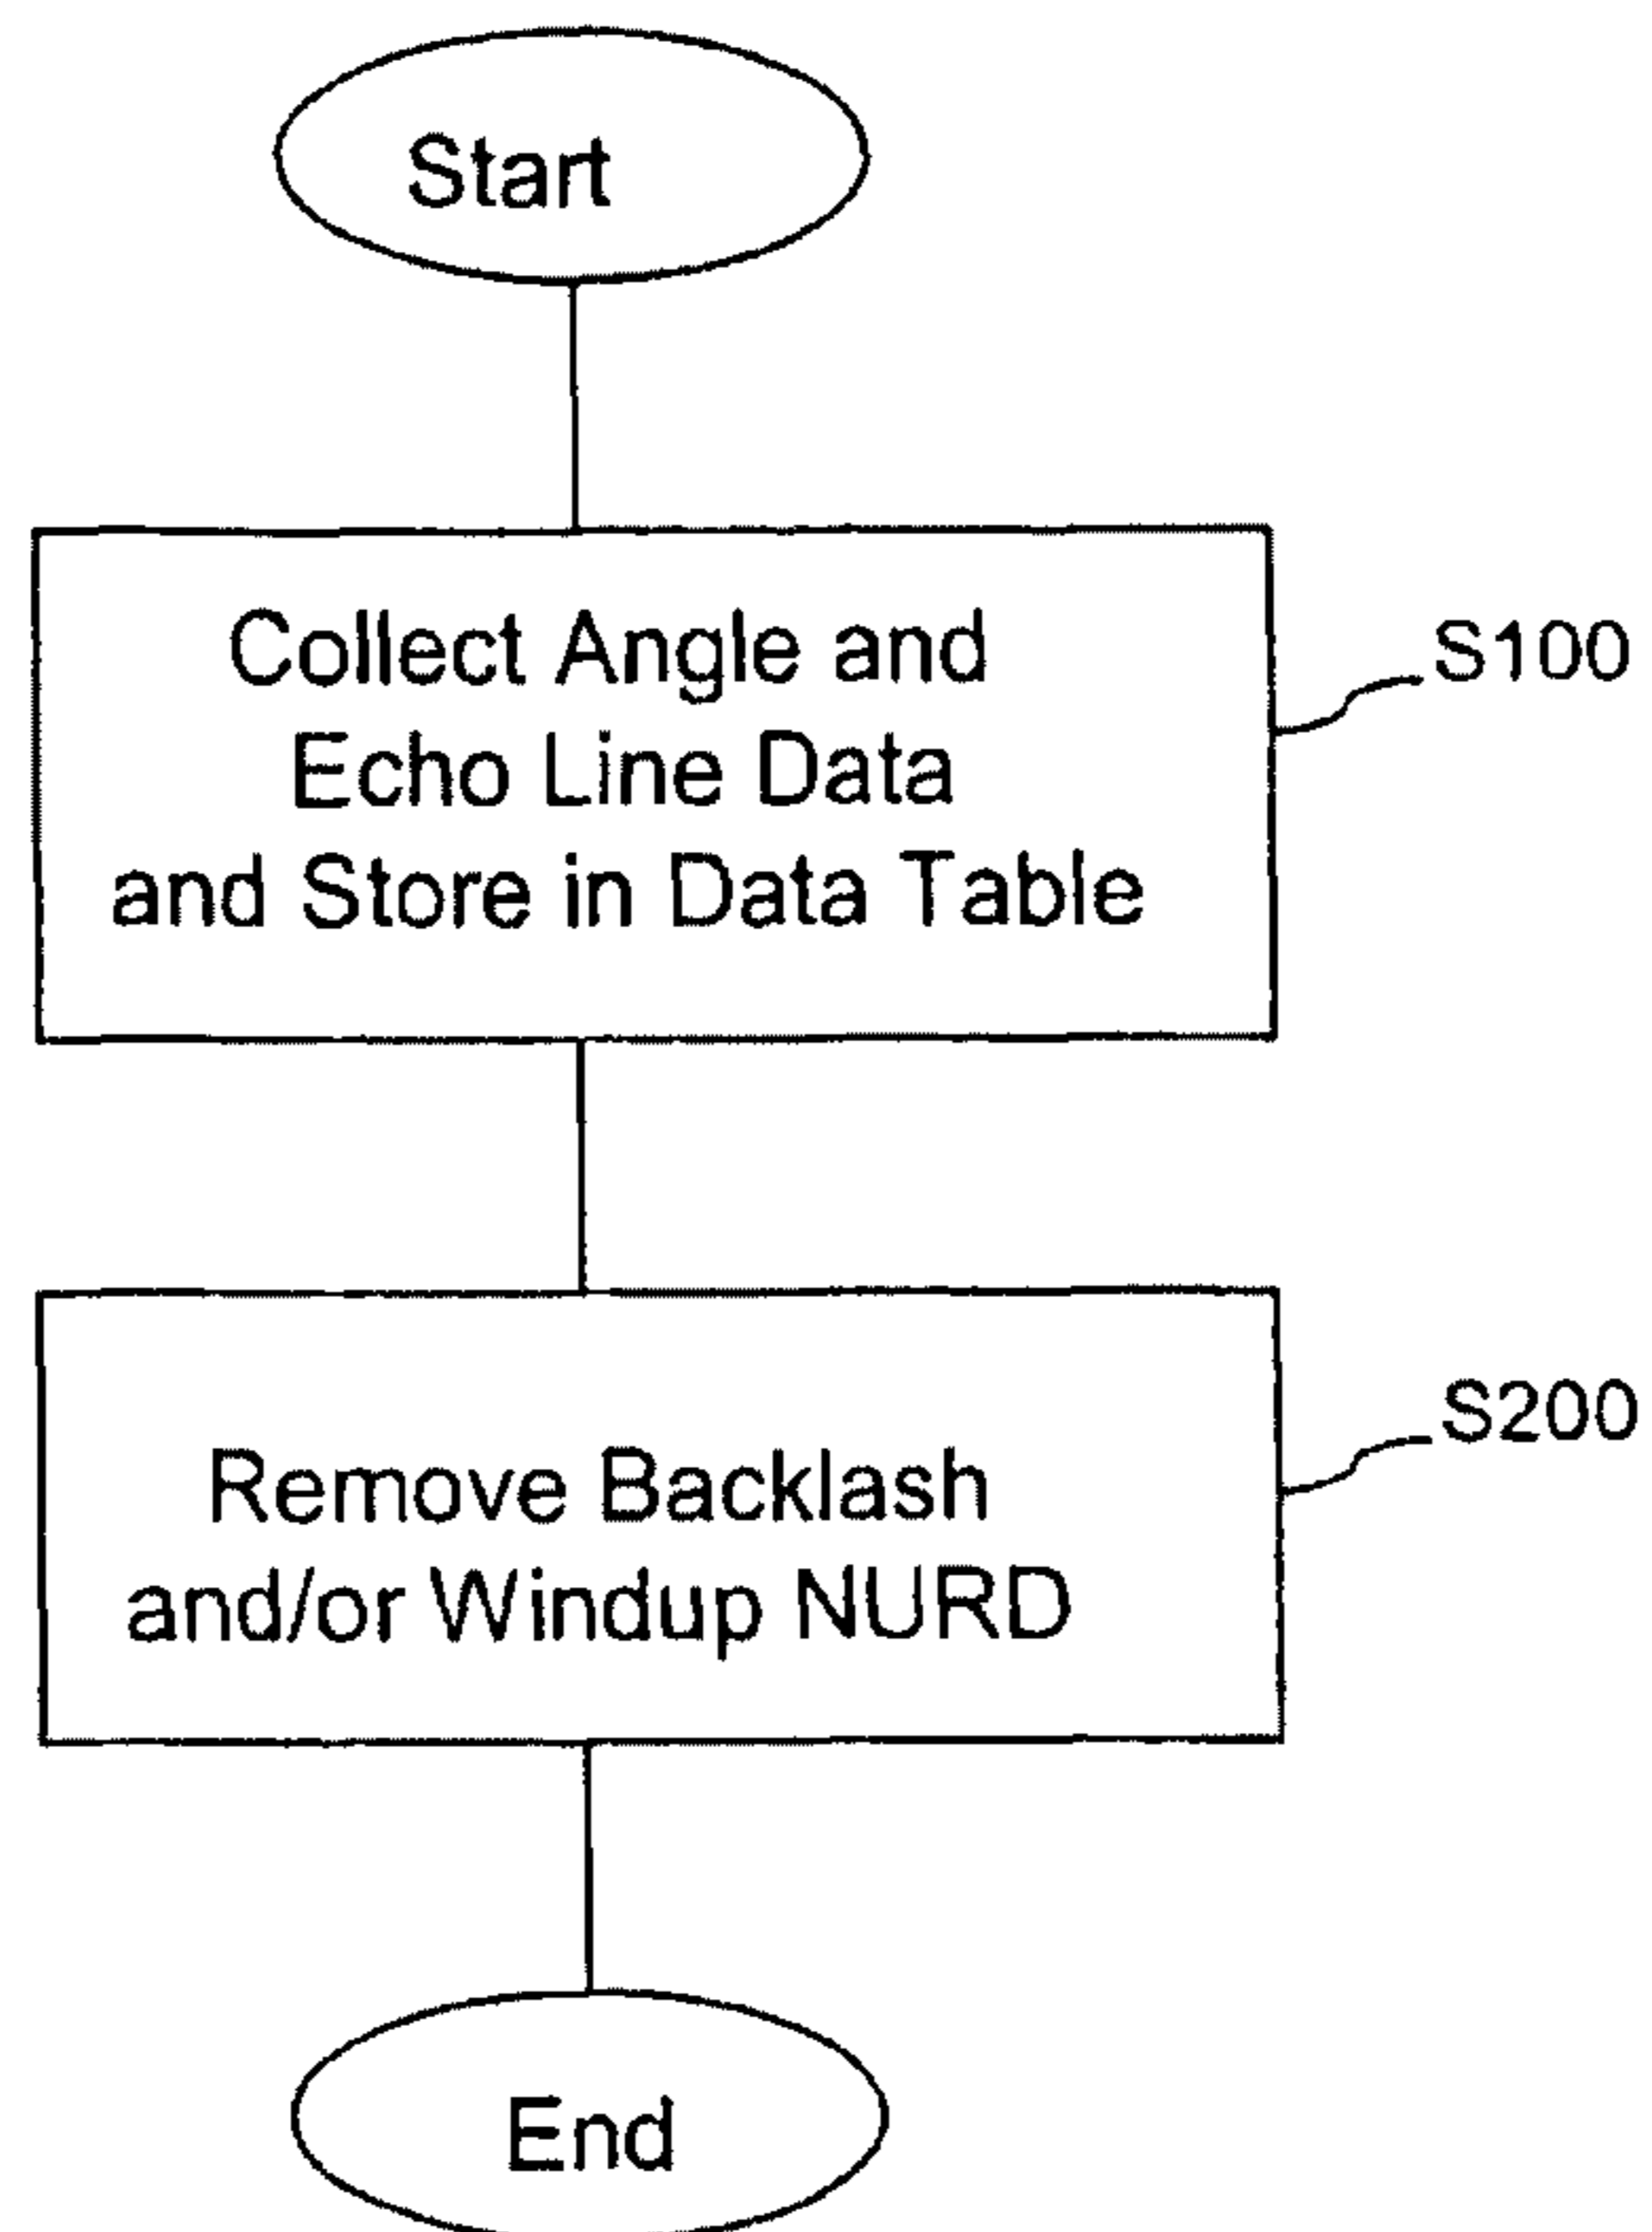 Start
Collect Angle and
Echo Line Data
and Store in Data Table
S100
Remove Backlash
and/or Windup NURD
S200
End